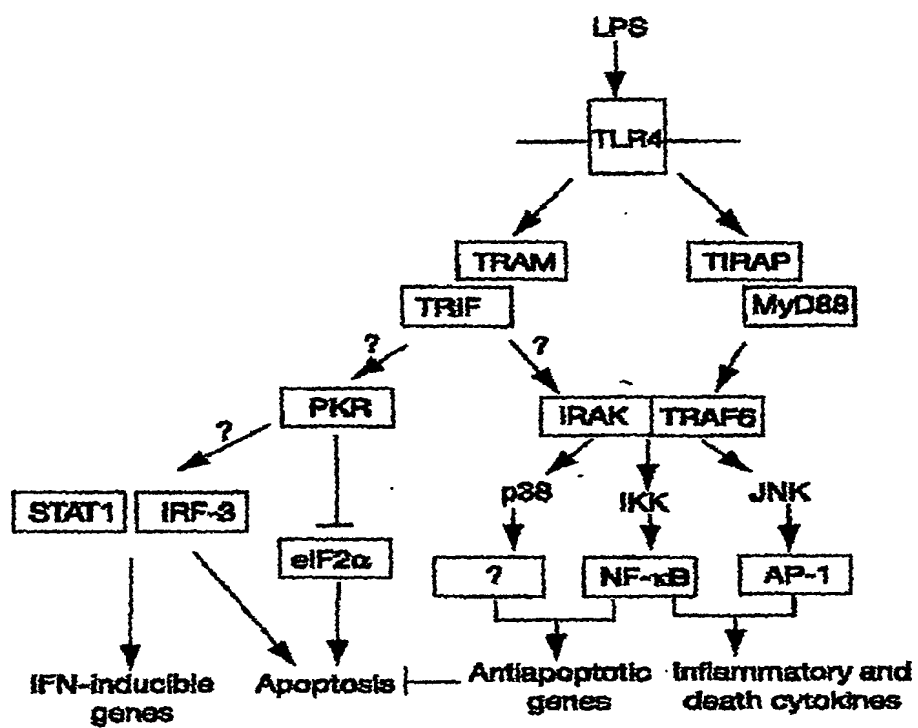 LPS
TLR4
TRAM
TIRAP
TRIF
MyD88
?
?
PKR
IRAK
TRAF6
?
p38
IKK
JNK
STAT1
IRF-3
eIF2α
?
NF-κB
AP-1
IFN-inducible
genes
Apoptosis
Antiapoptotic
genes
Inflammatory and
death cytokines